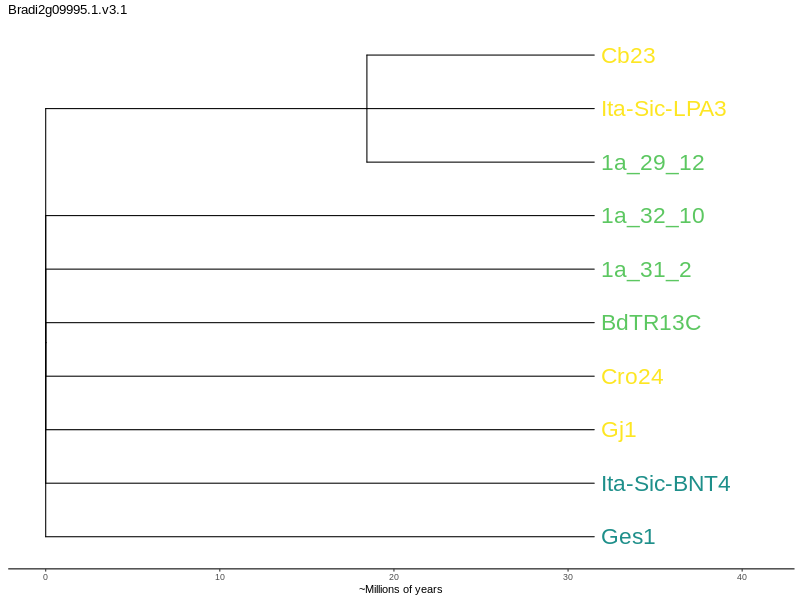 Bradi2g09995.1.v3.1
Cb23
Ita-Sic-LPA3
1a_29_12
1a_32_10
1a_31_2
BdTR13C
Cro24
Gj1
Ita-Sic-BNT4
Ges1
0 10 20 30 40
~Millions of years